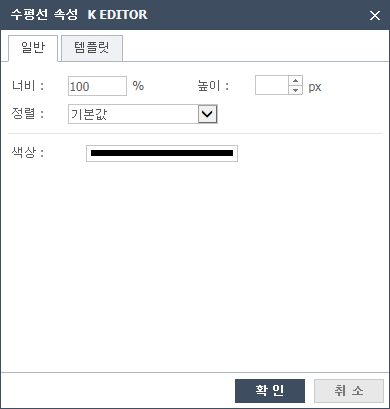 수평선 속성 K EDITOR
일반 템플릿
너비 : 100 % 높이 : px
정렬 : 기본값
색상 :
확 인 취 소